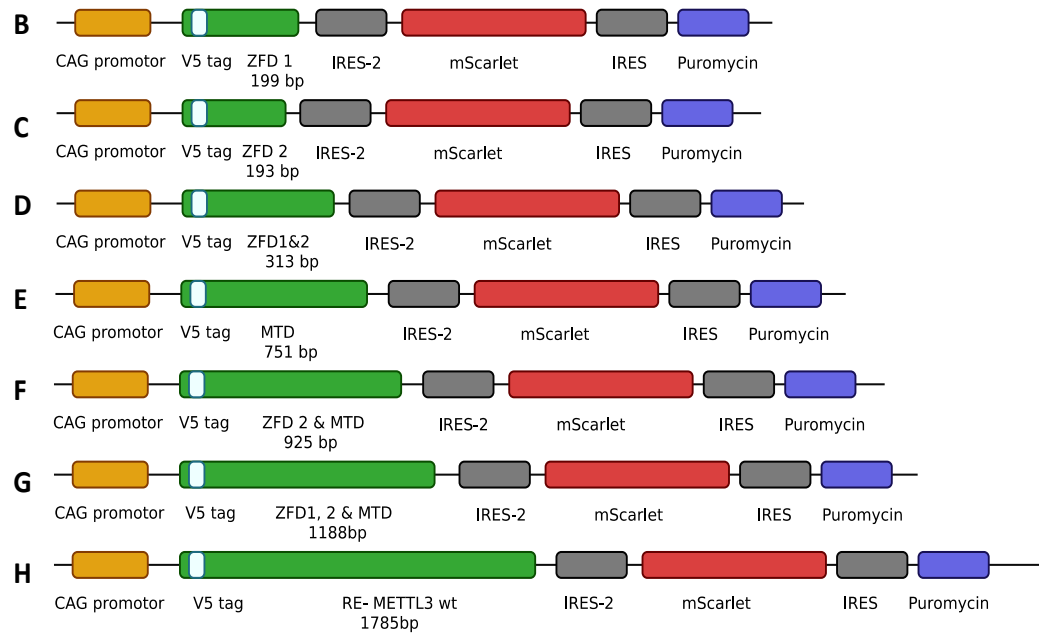 B
CAG promotor V5 tag ZFD 1 IRES-2 mScarlet IRES Puromycin
199 bp
C
CAG promotor V5 tag ZFD 2 IRES-2 mScarlet IRES Puromycin
193 bp
D
CAG promotor V5 tag ZFD1&2 IRES-2 mScarlet IRES Puromycin
313 bp
E
CAG promotor V5 tag MTD IRES-2 mScarlet IRES Puromycin
751 bp
F
CAG promotor V5 tag ZFD 2 & MTD IRES-2 mScarlet IRES Puromycin
925 bp
G
CAG promotor V5 tag ZFD1, 2 & MTD IRES-2 mScarlet IRES Puromycin
1188bp
H
CAG promotor V5 tag RE- METTL3 wt IRES-2 mScarlet IRES Puromycin
1785bp